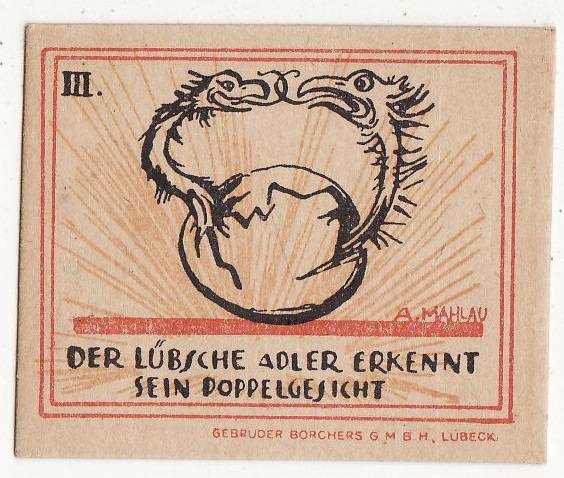 III.
A. MAHLAU
DER LÜBSCHE ADLER ERKENNT
SEIN DOPPELGESICHT
GEBRÜDER BORCHERS G.M.B.H. LÜBECK